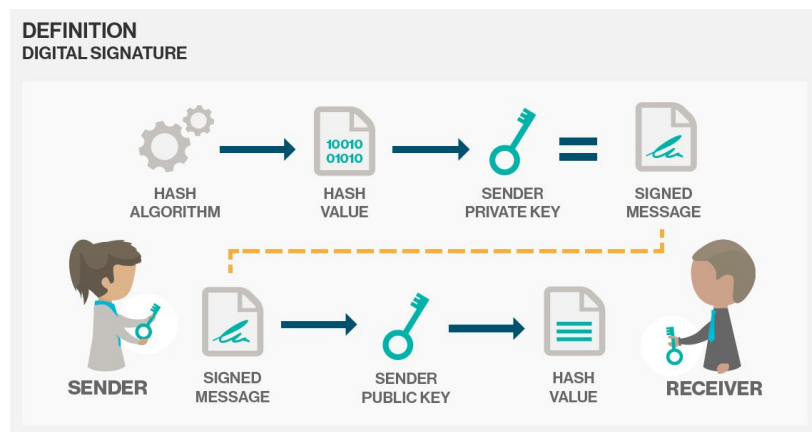 DEFINITION
DIGITAL SIGNATURE
HASH
ALGORITHM
10010
01010
HASH
VALUE
SENDER
PRIVATE KEY
SIGNED
MESSAGE
SENDER
SIGNED
MESSAGE
SENDER
PUBLIC KEY
HASH
VALUE
RECEIVER